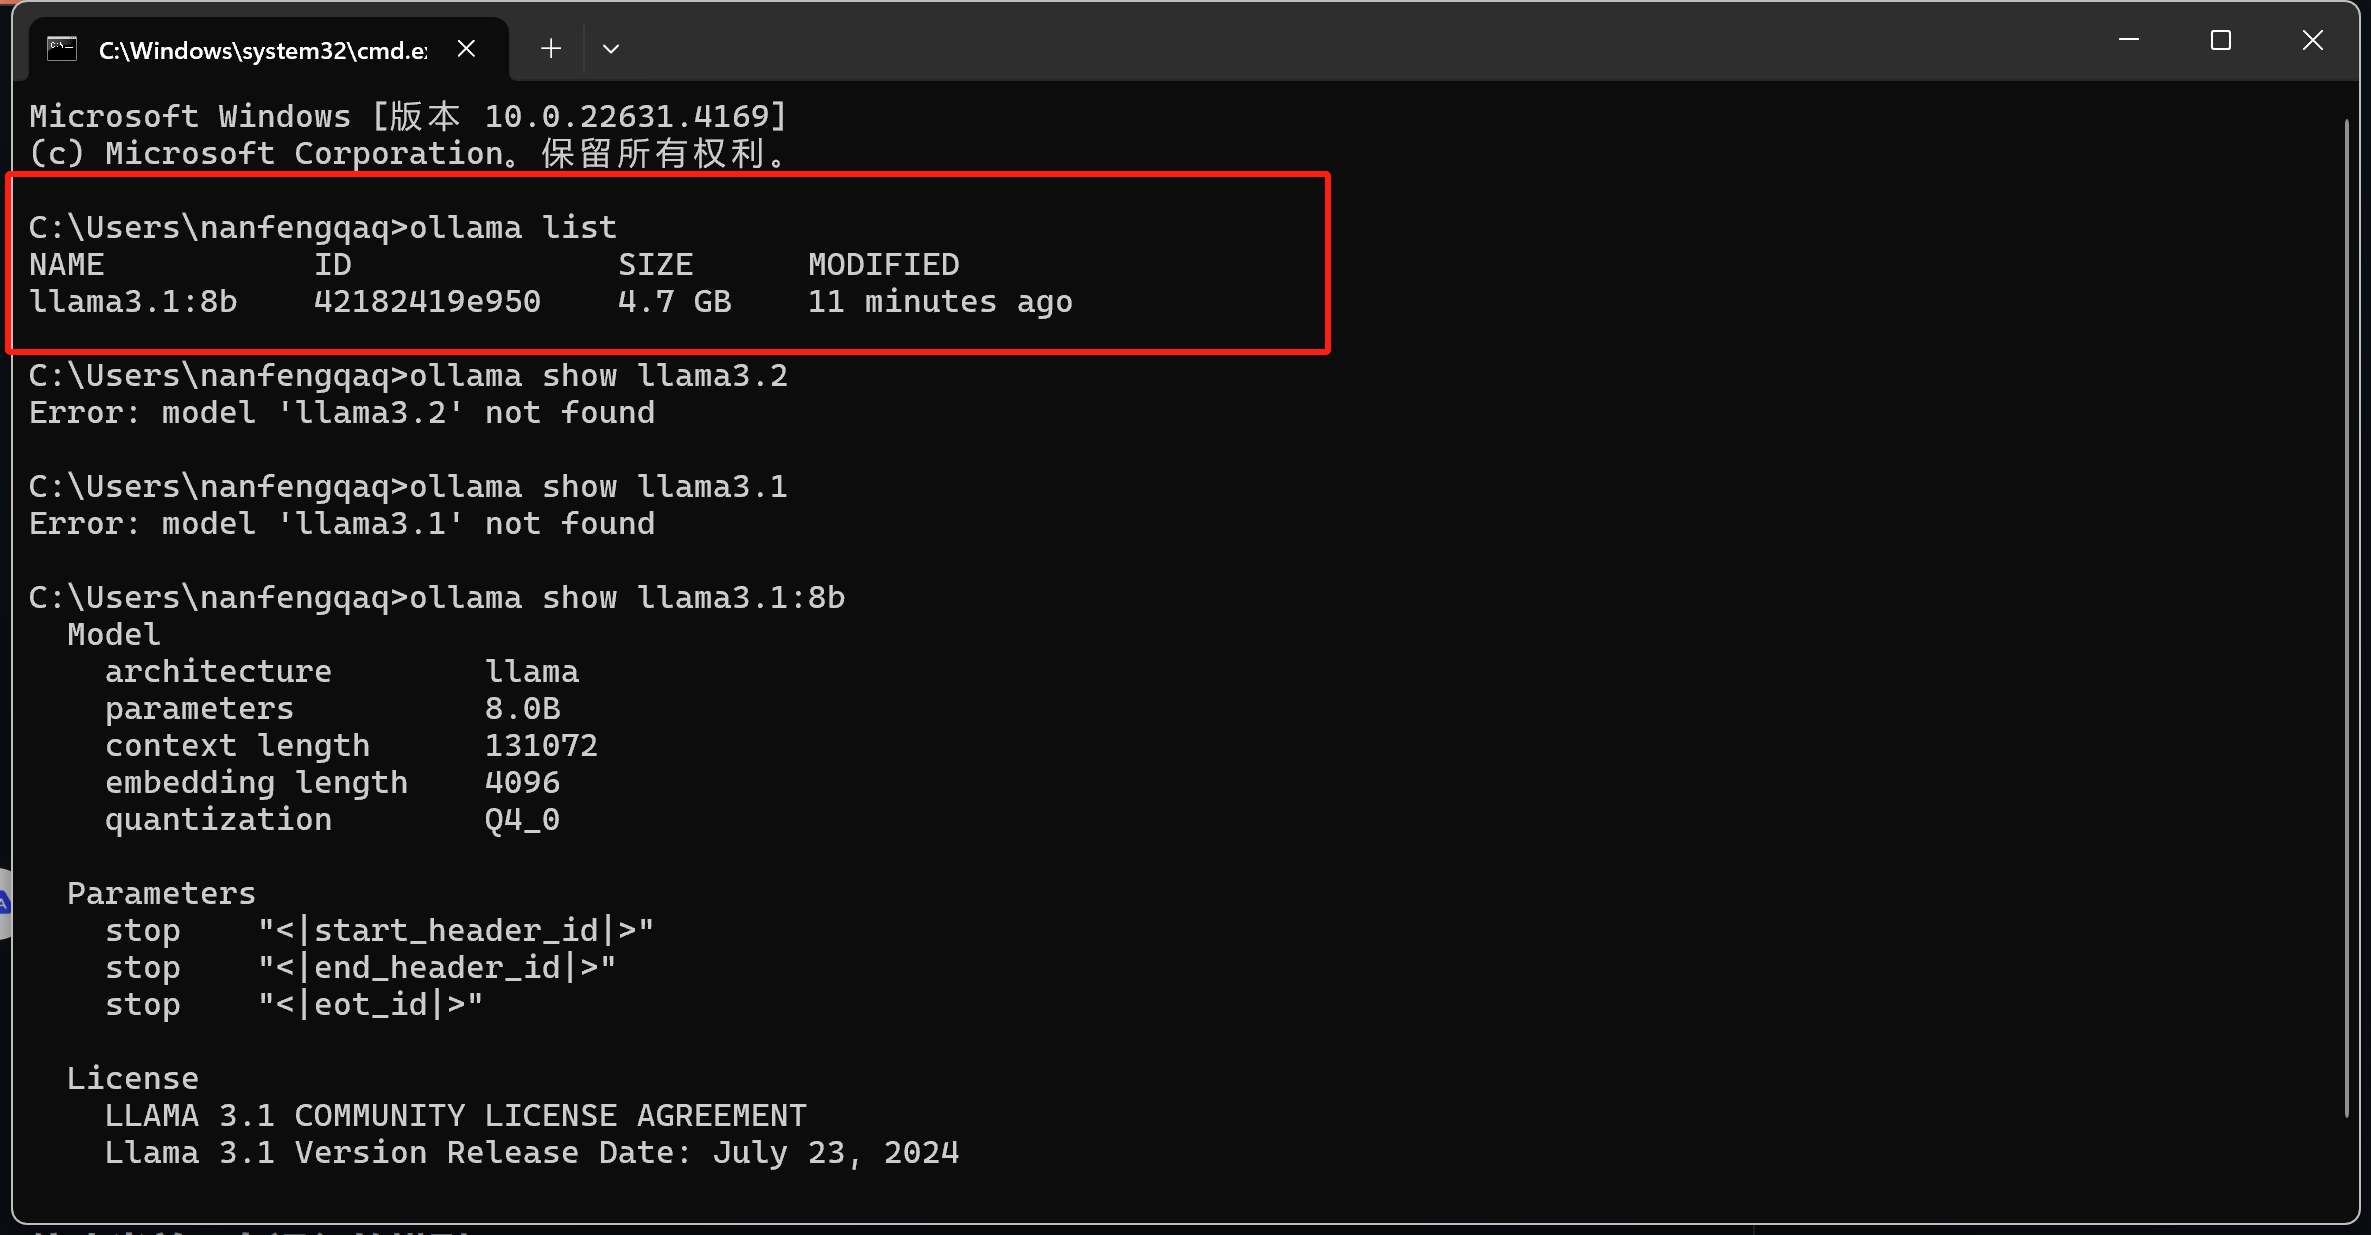 C:\Windows\system32\cmd.e
Microsoft Windows [版本 10.0.22631.4169]
(c) Microsoft Corporation。保留所有权利。
C:\Users\nanfengqaq>ollama list
NAME ID SIZE MODIFIED
llama3.1:8b 42182419e950 4.7 GB 11 minutes ago
C:\Users\nanfengqaq>ollama show llama3.2
Error: model 'llama3.2' not found
C:\Users\nanfengqaq>ollama show llama3.1
Error: model 'llama3.1' not found
C:\Users\nanfengqaq>ollama show llama3.1:8b
Model
architecture llama
parameters 8.0B
context length 131072
embedding length 4096
quantization Q4_0
Parameters
stop "<|start_header_id|>"
stop "<|end_header_id|>"
stop "<|eot_id|>"
License
LLAMA 3.1 COMMUNITY LICENSE AGREEMENT
Llama 3.1 Version Release Date: July 23, 2024